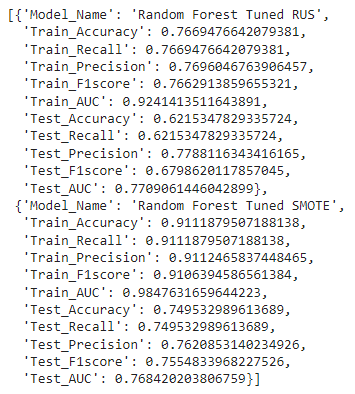 [{'Model_Name': 'Random Forest Tuned RUS',
'Train_Accuracy': 0.7669476642079381,
'Train_Recall': 0.7669476642079381,
'Train_Precision': 0.7696046763906457,
'Train_F1score': 0.7662913859655321,
'Train_AUC': 0.9241413511643891,
'Test_Accuracy': 0.6215347829335724,
'Test_Recall': 0.6215347829335724,
'Test_Precision': 0.7788116343416165,
'Test_F1score': 0.6798620117857045,
'Test_AUC': 0.7709061446042899},
{'Model_Name': 'Random Forest Tuned SMOTE',
'Train_Accuracy': 0.9111879507188138,
'Train_Recall': 0.9111879507188138,
'Train_Precision': 0.9112465837448465,
'Train_F1score': 0.9106394586561384,
'Train_AUC': 0.9847631659644223,
'Test_Accuracy': 0.749532989613689,
'Test_Recall': 0.749532989613689,
'Test_Precision': 0.7620853140234926,
'Test_F1score': 0.7554833968227526,
'Test_AUC': 0.768420203806759}]